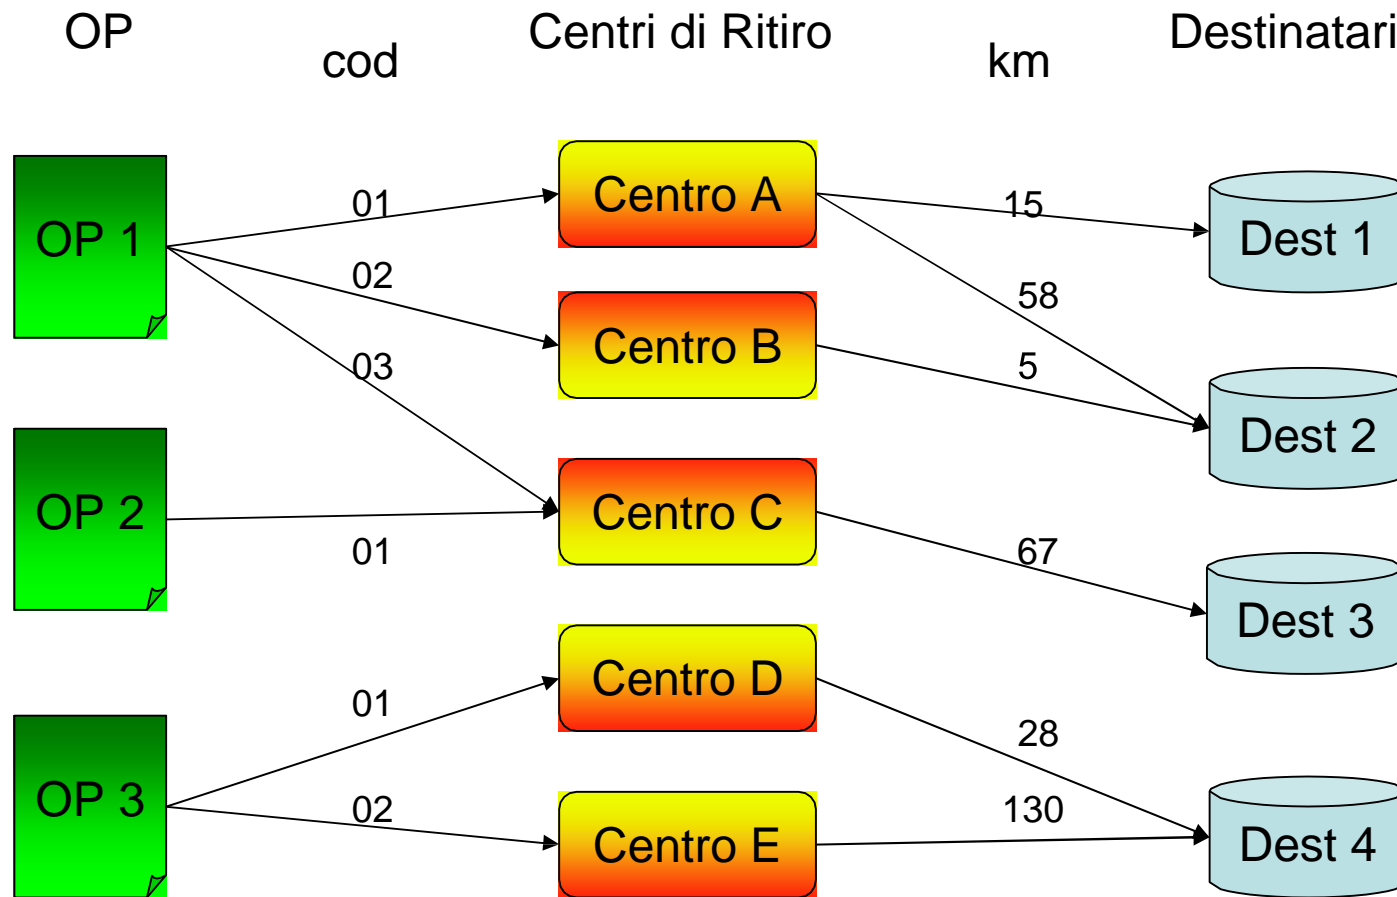 OP
cod
Centri di Ritiro
km
Destinatari
OP 1
01
Centro A
15
Dest 1
02
58
Centro B
03
5
Dest 2
OP 2
01
Centro C
67
Dest 3
Centro D
01
28
OP 3
02
Centro E
130
Dest 4